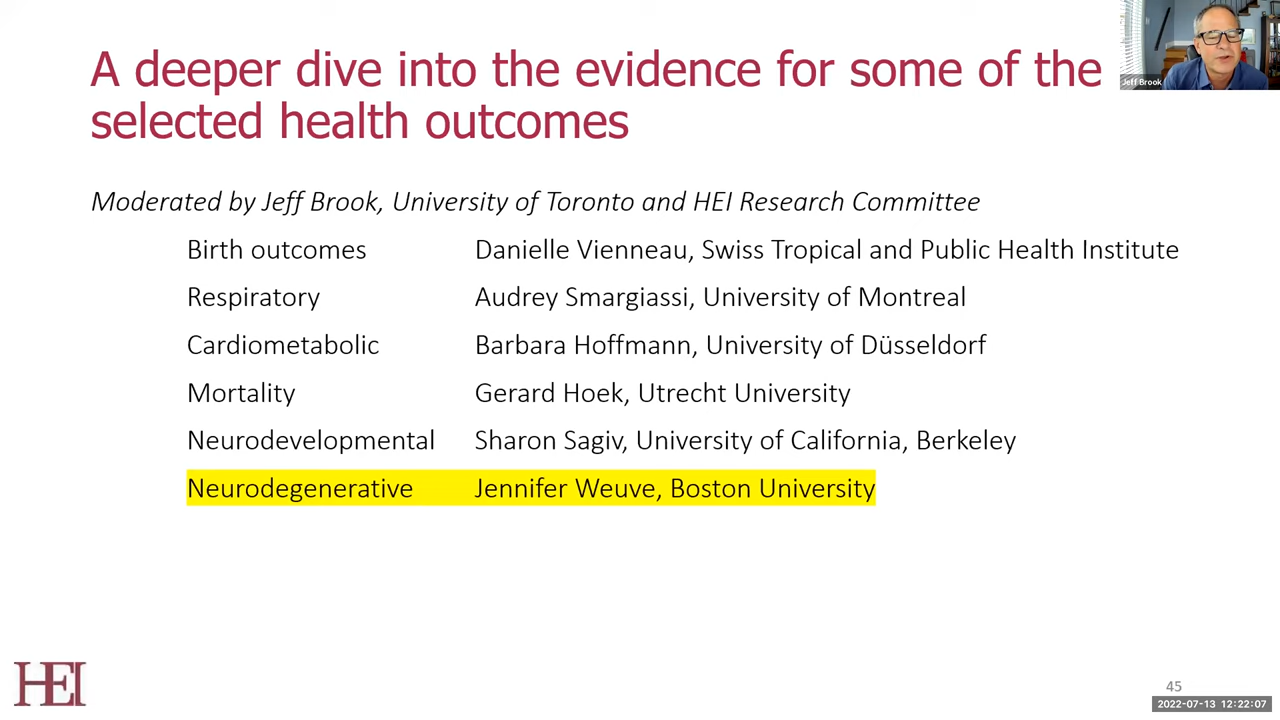 A deeper dive into the evidence for some of the
selected health outcomes
Jeff Brook
Moderated by Jeff Brook, University of Toronto and HEI Research Committee
Birth outcomes Danielle Vienneau, Swiss Tropical and Public Health Institute
Respiratory Audrey Smargiassi, University of Montreal
Cardiometabolic Barbara Hoffmann, University of Düsseldorf
Mortality Gerard Hoek, Utrecht University
Neurodevelopmental Sharon Sagiv, University of California, Berkeley
Neurodegenerative Jennifer Weuve, Boston University
HEI
45
2022-07-13 12:22:07